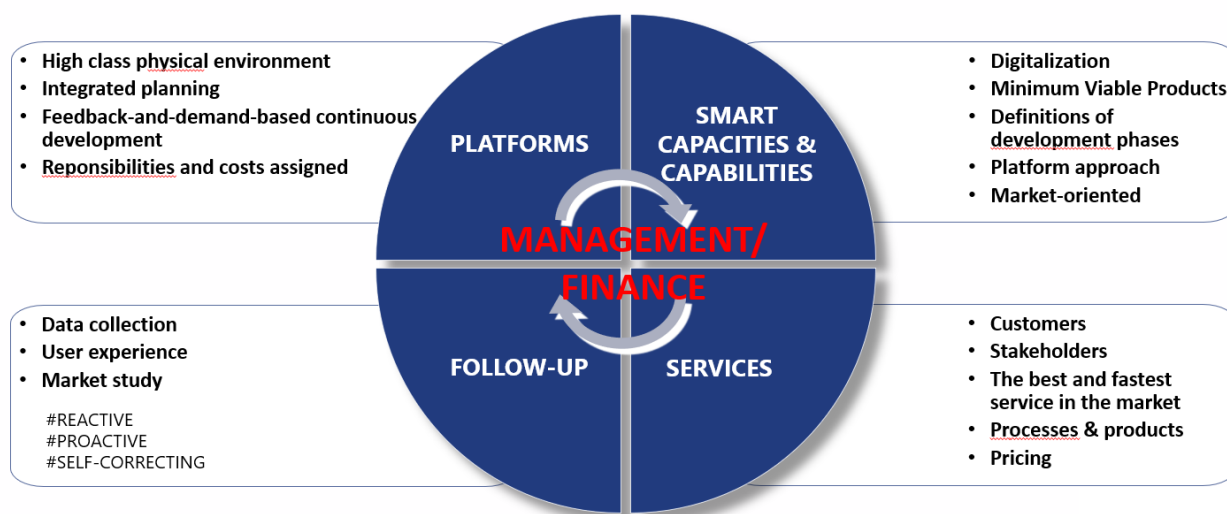 • High class physical environment
• Integrated planning
• Feedback-and-demand-based continuous
development
• Reponsibilities and costs assigned
PLATFORMS
SMART
CAPACITIES &
CAPABILITIES
• Digitalization
• Minimum Viable Products
• Definitions of
development phases
• Platform approach
• Market-oriented
MANAGEMENT/
FINANCE
• Data collection
• User experience
• Market study
#REACTIVE
#PROACTIVE
#SELF-CORRECTING
FOLLOW-UP
SERVICES
• Customers
• Stakeholders
• The best and fastest
service in the market
• Processes & products
• Pricing